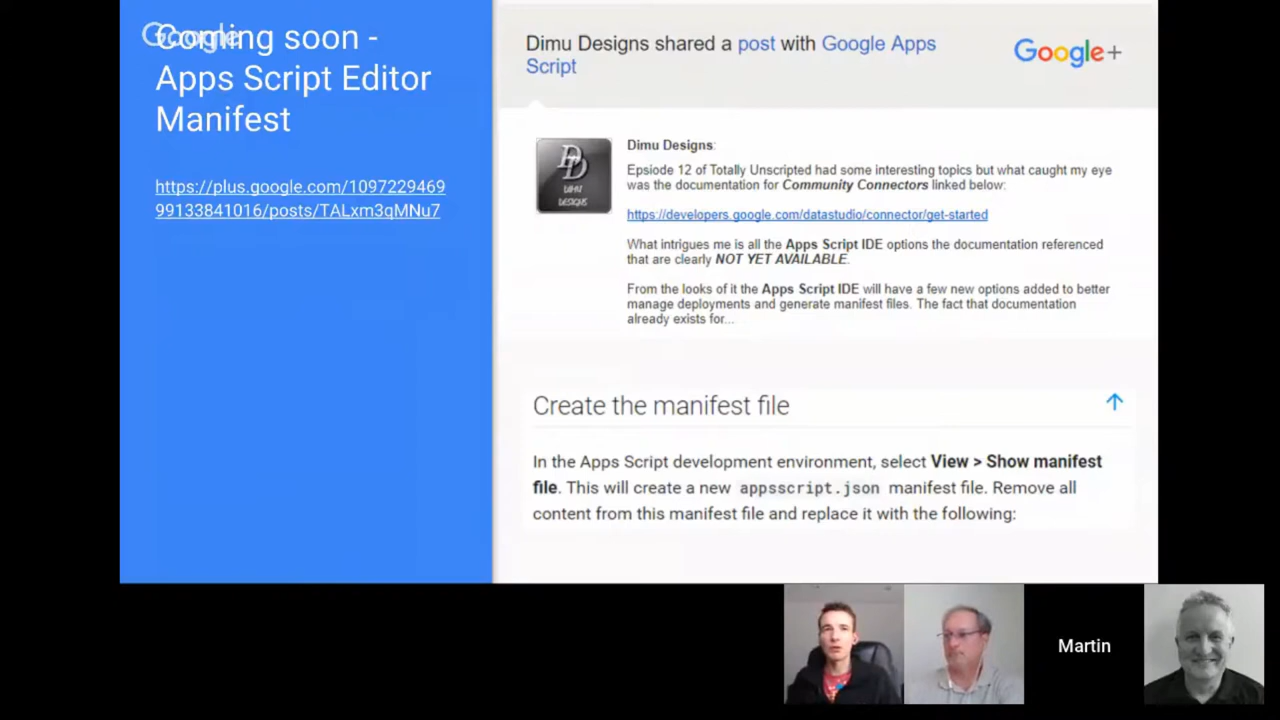 Google
Coming soon -
Apps Script Editor
Manifest
https://plus.google.com/1097229469
99133841016/posts/TALxm3qMNu7
Dimu Designs shared a post with Google Apps
Script
Google+
DD
DIMU
DESIGNS
Dimu Designs:
Epsiode 12 of Totally Unscripted had some interesting topics but what caught my eye
was the documentation for Community Connectors linked below:
https://developers.google.com/datastudio/connector/get-started
What intrigues me is all the Apps Script IDE options the documentation referenced
that are clearly NOT YET AVAILABLE.
From the looks of it the Apps Script IDE will have a few new options added to better
manage deployments and generate manifest files. The fact that documentation
already exists for...
Create the manifest file
In the Apps Script development environment, select View > Show manifest
file. This will create a new appsscript.json manifest file. Remove all
content from this manifest file and replace it with the following:
Martin